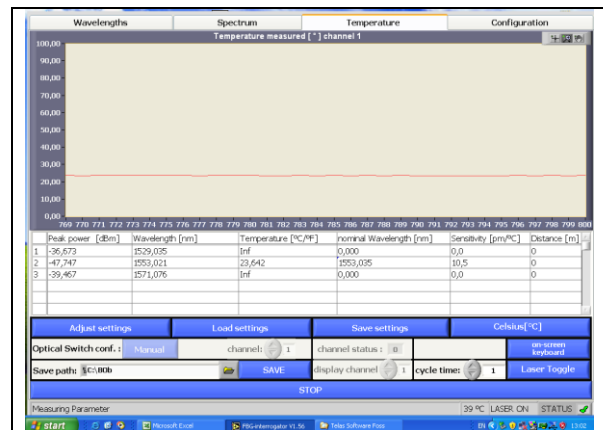 Wavelengths Spectrum Temperature Configuration
Temperature measured [°] channel 1
100,00
90,00
80,00
70,00
60,00
50,00
40,00
30,00
20,00
10,00
0,00
769 770 771 772 773 774 775 776 777 778 779 780 781 782 783 784 785 786 787 788 789 790 791 792 793 794 795 796 797 798 799 800
Peak power [dBm] Wavelength [nm] Temperature [ºC/ºF] nominal Wavelength [nm] Sensitivity [pm/ºC] Distance [m]
1 -36,673 1529,035 Inf 0,000 0,0 0
2 -47,747 1553,021 23,642 1553,035 10,5 0
3 -39,467 1571,076 Inf 0,000 0,0 0
Adjust settings Load settings Save settings Celsius[ºC]
Optical Switch conf. : Manual channel: 1 channel status : 0 on-screen keyboard
Save path: C:\BOb SAVE display channel 1 cycle time: 1 Laser Toggle
STOP
Measuring Parameter 39 ºC LASER ON STATUS
start Microsoft Excel FBG-interrogator V1.56 Telas Software Poss EN 13:02